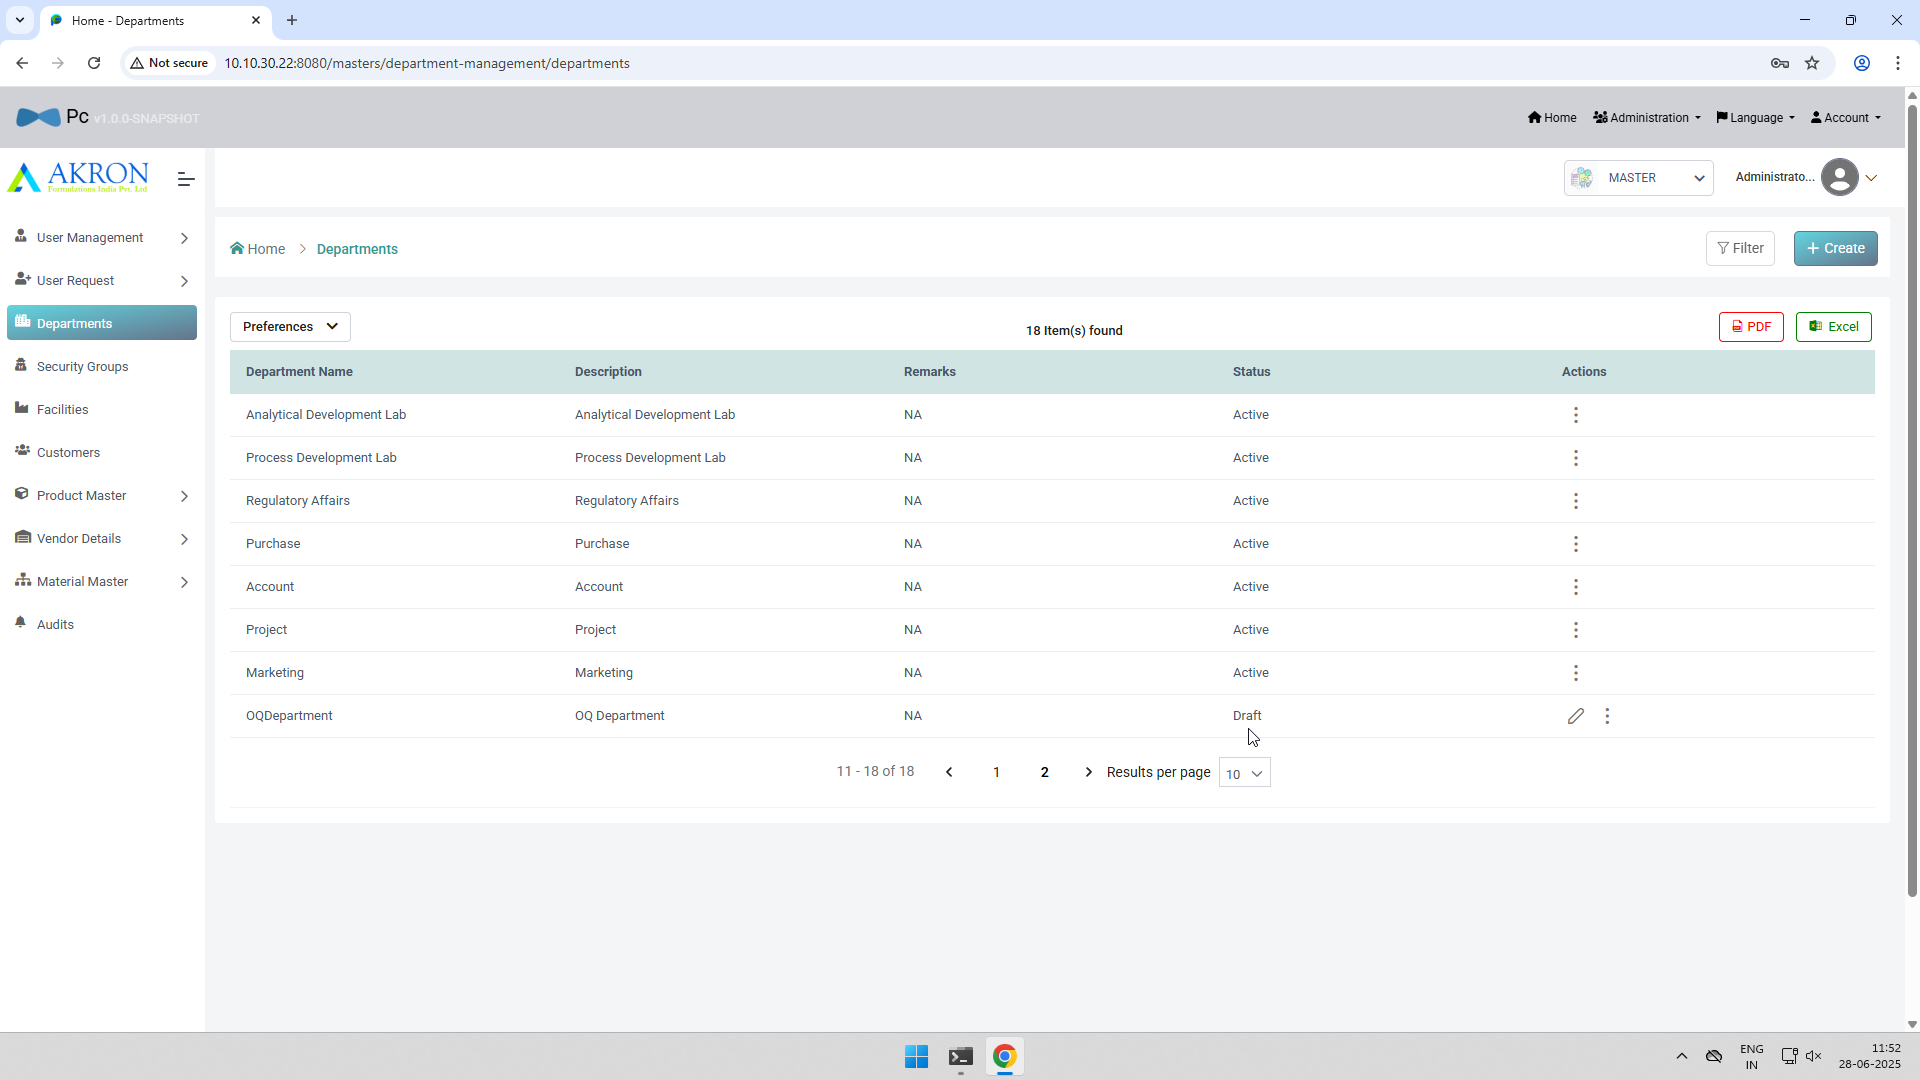 Home - Departments
Not secure
10.10.30.22:8080/masters/department-management/departments
Pc v1.0.0-SNAPSHOT
Home
Administration
Language
Account
AKRON
Formulations India Pvt. Ltd
MASTER
Administrato...
User Management
User Request
Departments
Security Groups
Facilities
Customers
Product Master
Vendor Details
Material Master
Audits
Home > Departments
Filter
+ Create
Preferences
18 Item(s) found
PDF
Excel
Department Name Description Remarks Status Actions
Analytical Development Lab Analytical Development Lab NA Active
Process Development Lab Process Development Lab NA Active
Regulatory Affairs Regulatory Affairs NA Active
Purchase Purchase NA Active
Account Account NA Active
Project Project NA Active
Marketing Marketing NA Active
OQDepartment OQ Department NA Draft
11 - 18 of 18 1 2 Results per page 10
ENG
IN
11:52
28-06-2025